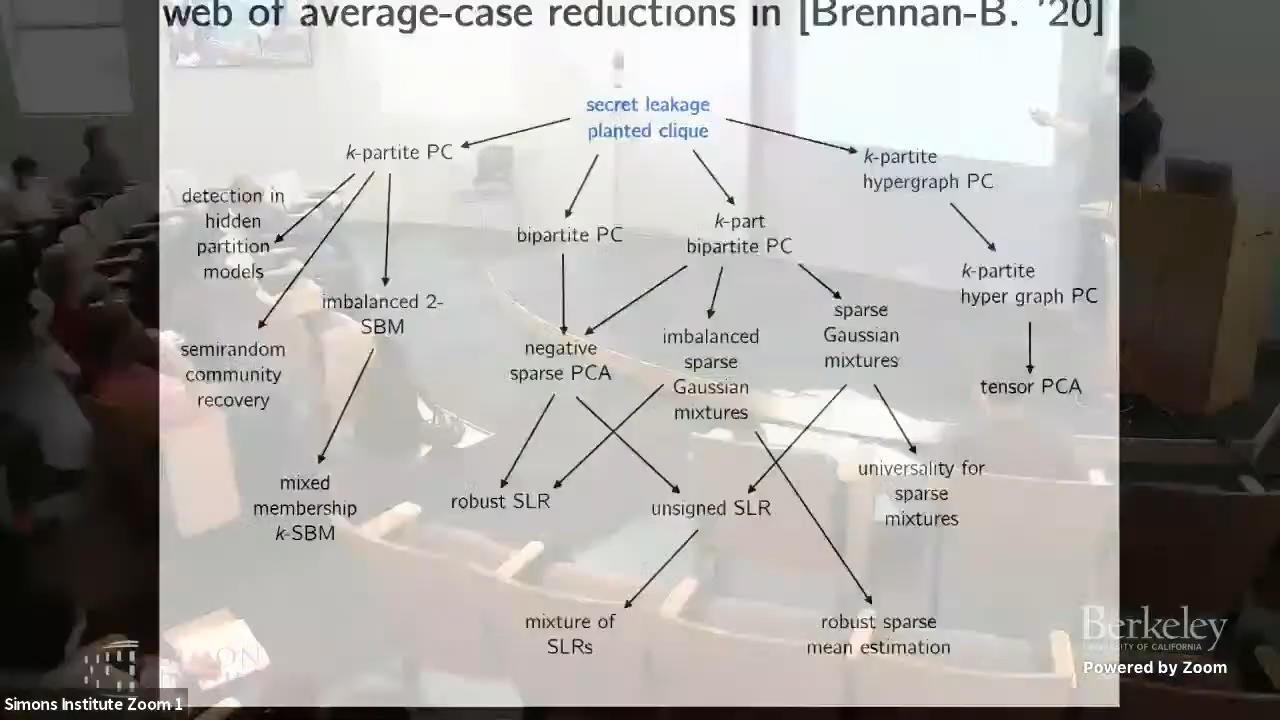 web of average-case reductions in [Brennan-B. '20]
secret leakage
planted clique
k-partite PC
k-partite
hypergraph PC
detection in
hidden
partition
models
bipartite PC
k-part
bipartite PC
k-partite
hyper graph PC
imbalanced 2-
SBM
semirandom
community
recovery
negative
sparse PCA
imbalanced
sparse
Gaussian
mixtures
sparse
Gaussian
mixtures
tensor PCA
mixed
membership
k-SBM
robust SLR
unsigned SLR
universality for
sparse
mixtures
mixture of
SLRs
robust sparse
mean estimation
Berkeley
UNIVERSITY OF CALIFORNIA
Powered by Zoom
Simons Institute Zoom 1